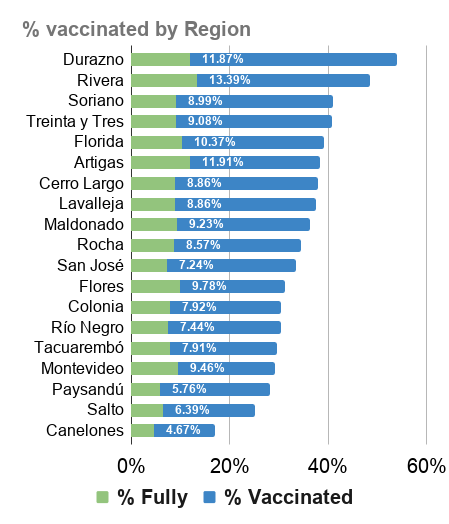 % vaccinated by Region
Durazno 11.87%
Rivera 13.39%
Soriano 8.99%
Treinta y Tres 9.08%
Florida 10.37%
Artigas 11.91%
Cerro Largo 8.86%
Lavalleja 8.86%
Maldonado 9.23%
Rocha 8.57%
San José 7.24%
Flores 9.78%
Colonia 7.92%
Río Negro 7.44%
Tacuarembó 7.91%
Montevideo 9.46%
Paysandú 5.76%
Salto 6.39%
Canelones 4.67%
0% 20% 40% 60%
% Fully % Vaccinated